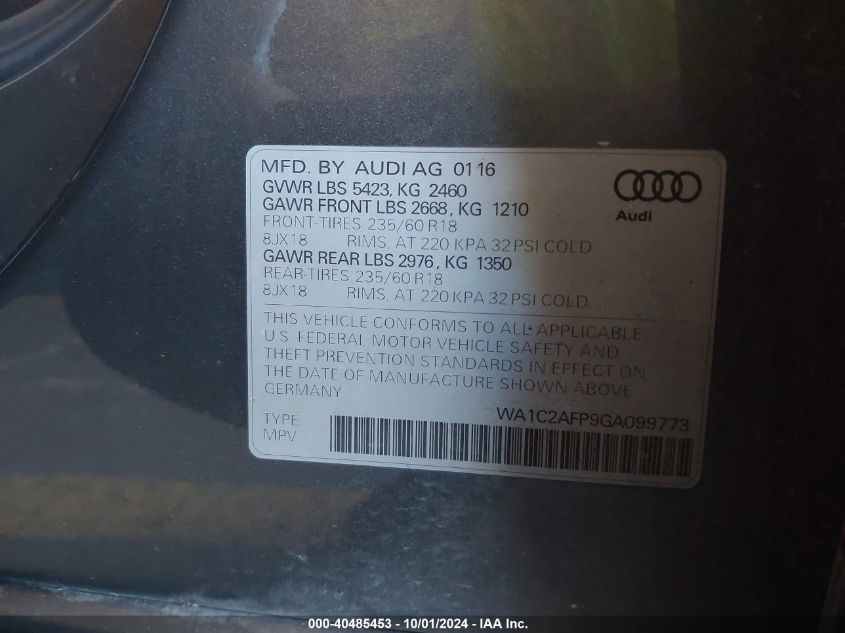 MFD. BY AUDI AG 01 16
GVWR LBS 5423, KG 2460
GAWR FRONT LBS 2668, KG 1210
FRONT-TIRES 235/60 R18
8JX18 RIMS, AT 220 KPA 32 PSI COLD
GAWR REAR LBS 2976, KG 1350
REAR-TIRES 235/60 R18
8JX18 RIMS, AT 220 KPA 32 PSI COLD
Audi
THIS VEHICLE CONFORMS TO ALL APPLICABLE
U.S. FEDERAL MOTOR VEHICLE SAFETY AND
THEFT PREVENTION STANDARDS IN EFFECT ON
THE DATE OF MANUFACTURE SHOWN ABOVE
GERMANY
WA1C2AFP9GA099773
TYPE:
MPV
000-40485453 - 10/01/2024 - IAA Inc.